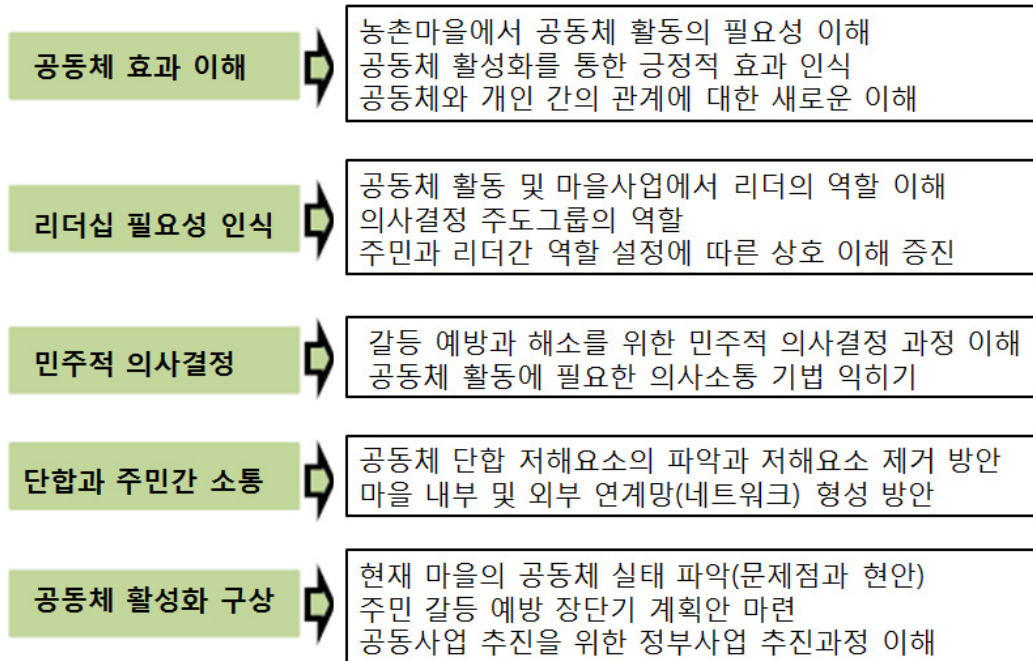 공동체 효과 이해
농촌마을에서 공동체 활동의 필요성 이해
공동체 활성화를 통한 긍정적 효과 인식
공동체와 개인 간의 관계에 대한 새로운 이해
리더십 필요성 인식
공동체 활동 및 마을사업에서 리더의 역할 이해
의사결정 주도그룹의 역할
주민과 리더간 역할 설정에 따른 상호 이해 증진
민주적 의사결정
갈등 예방과 해소를 위한 민주적 의사결정 과정 이해
공동체 활동에 필요한 의사소통 기법 익히기
단합과 주민간 소통
공동체 단합 저해요소의 파악과 저해요소 제거 방안
마을 내부 및 외부 연계망(네트워크) 형성 방안
공동체 활성화 구상
현재 마을의 공동체 실태 파악(문제점과 현안)
주민 갈등 예방 장단기 계획안 마련
공동사업 추진을 위한 정부사업 추진과정 이해